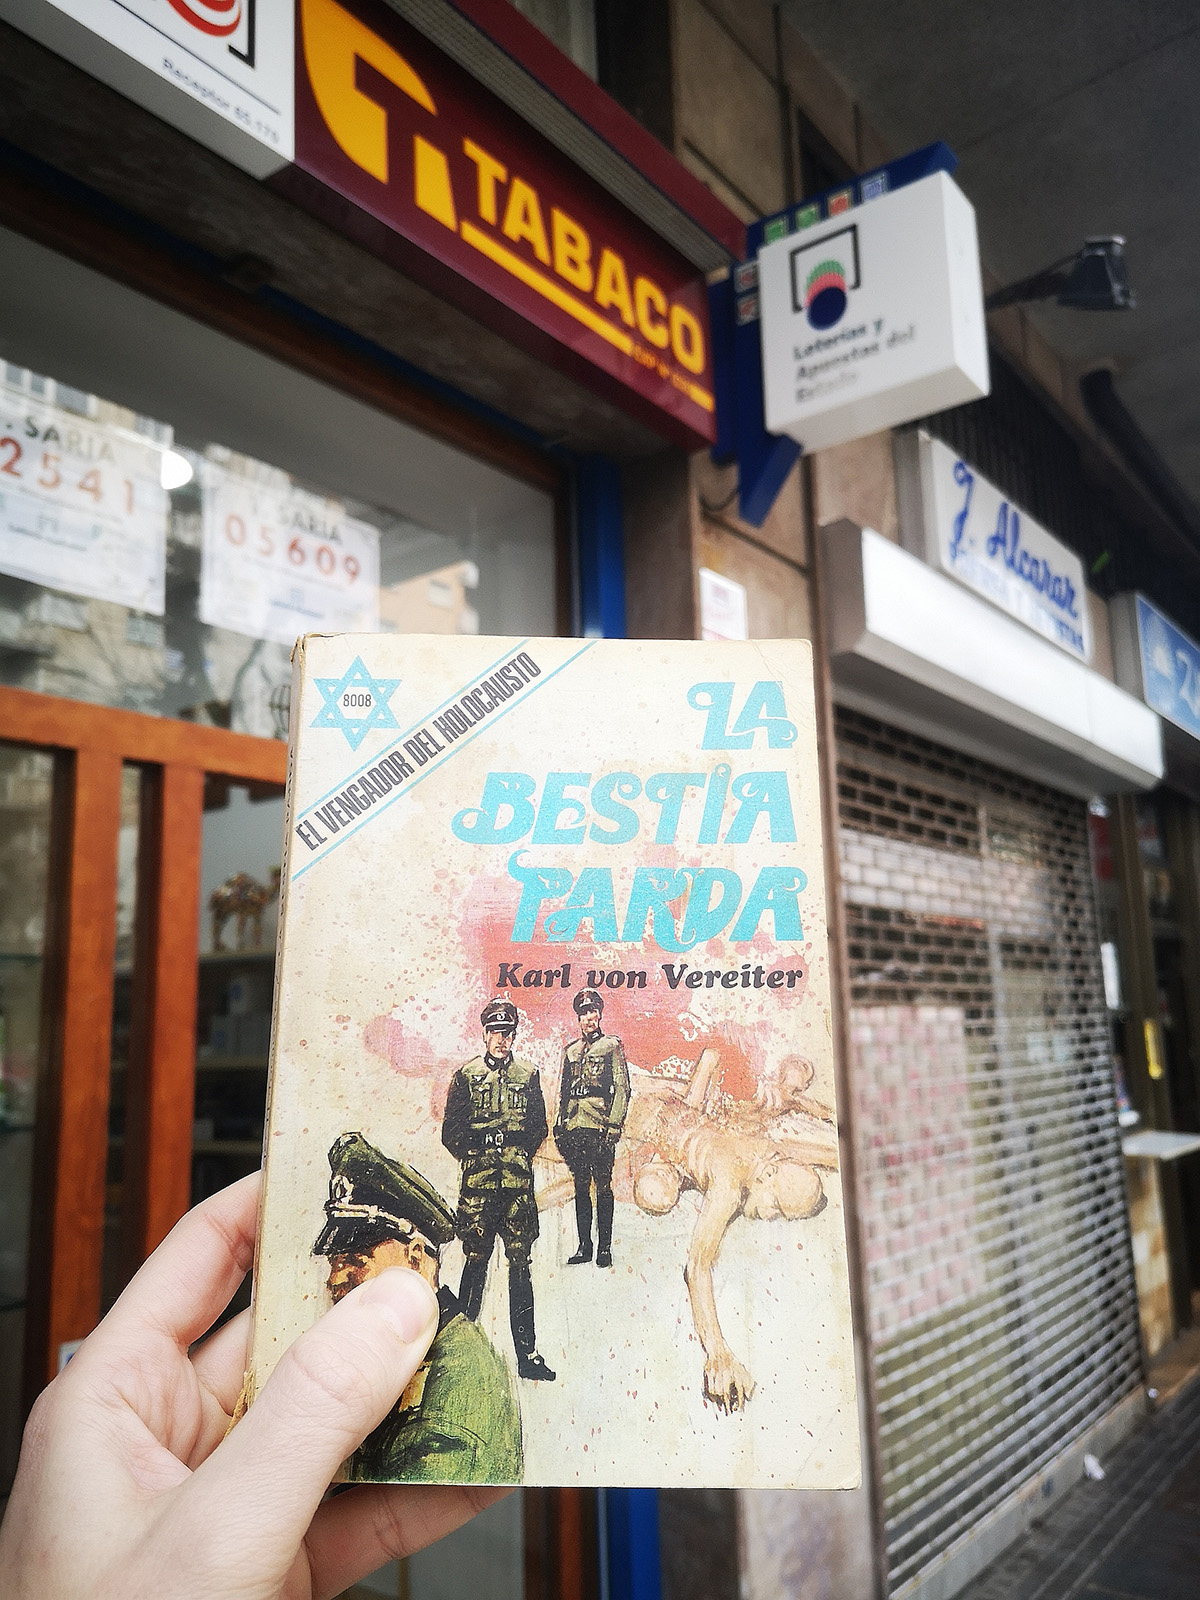 Receptor 85.175
TABACO
Loterías y
Apuestas del
Estado
SARIA
2541
SARIA
05609
J. Alcaraz
8008
EL VENGADOR DEL HOLOCAUSTO
LA
BESTIA
PARDA
Karl von Vereiter